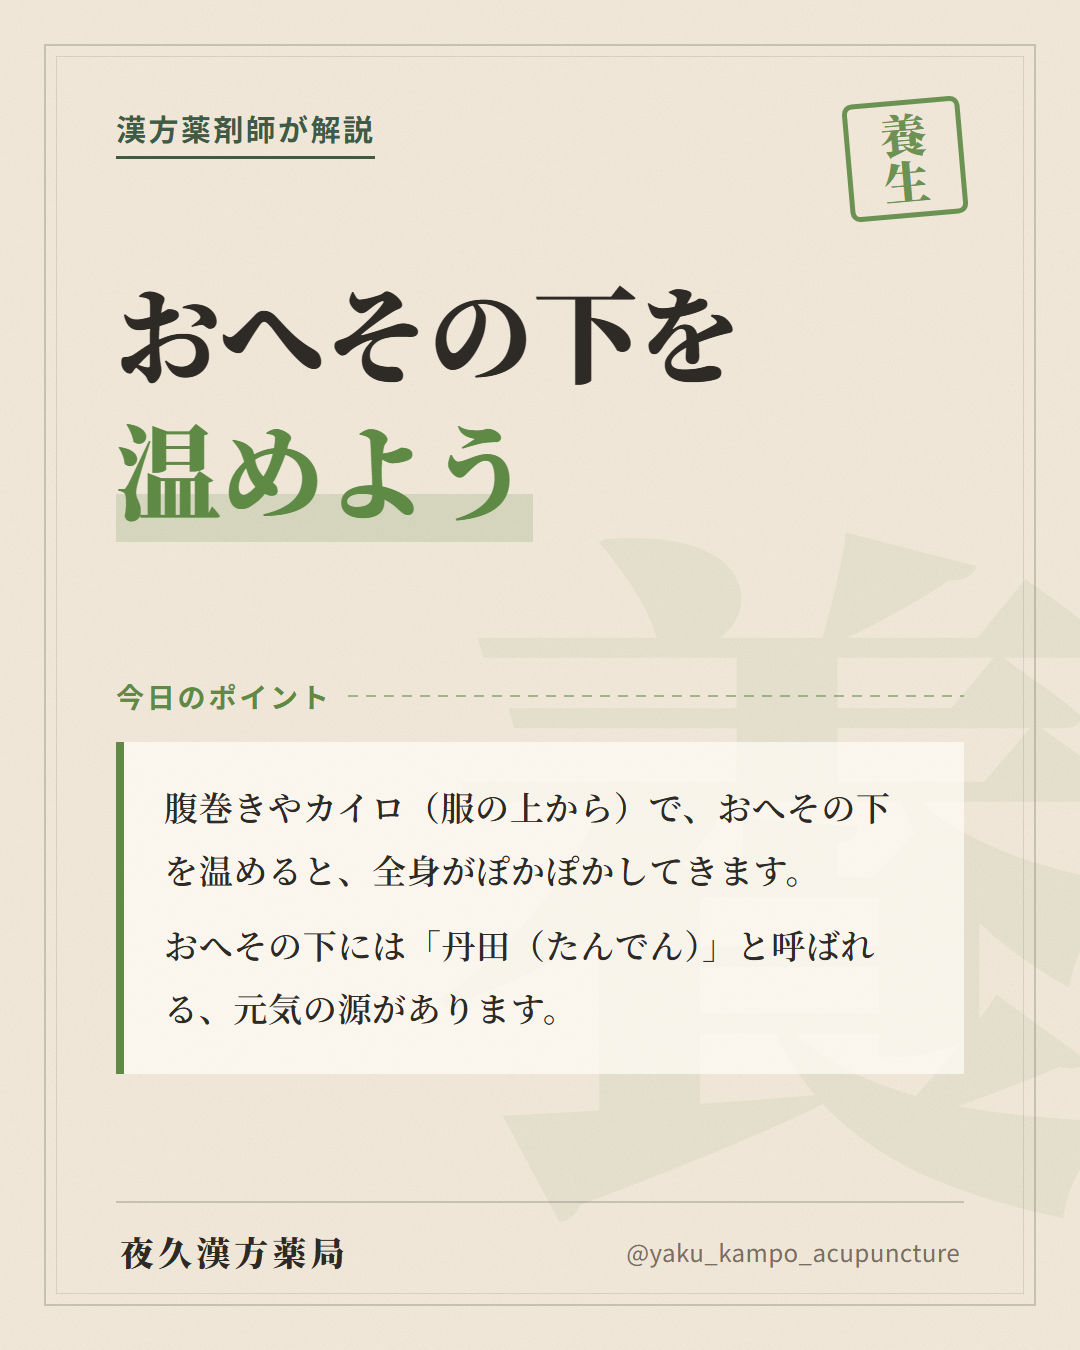 漢方薬剤師が解説
養生
おへその下を
温めよう
今日のポイント
腹巻きやカイロ（服の上から）で、おへその下
を温めると、全身がぽかぽかしてきます。
おへその下には「丹田（たんでん）」と呼ばれ
る、元気の源があります。
夜久漢方薬局
@yaku_kampo_acupuncture